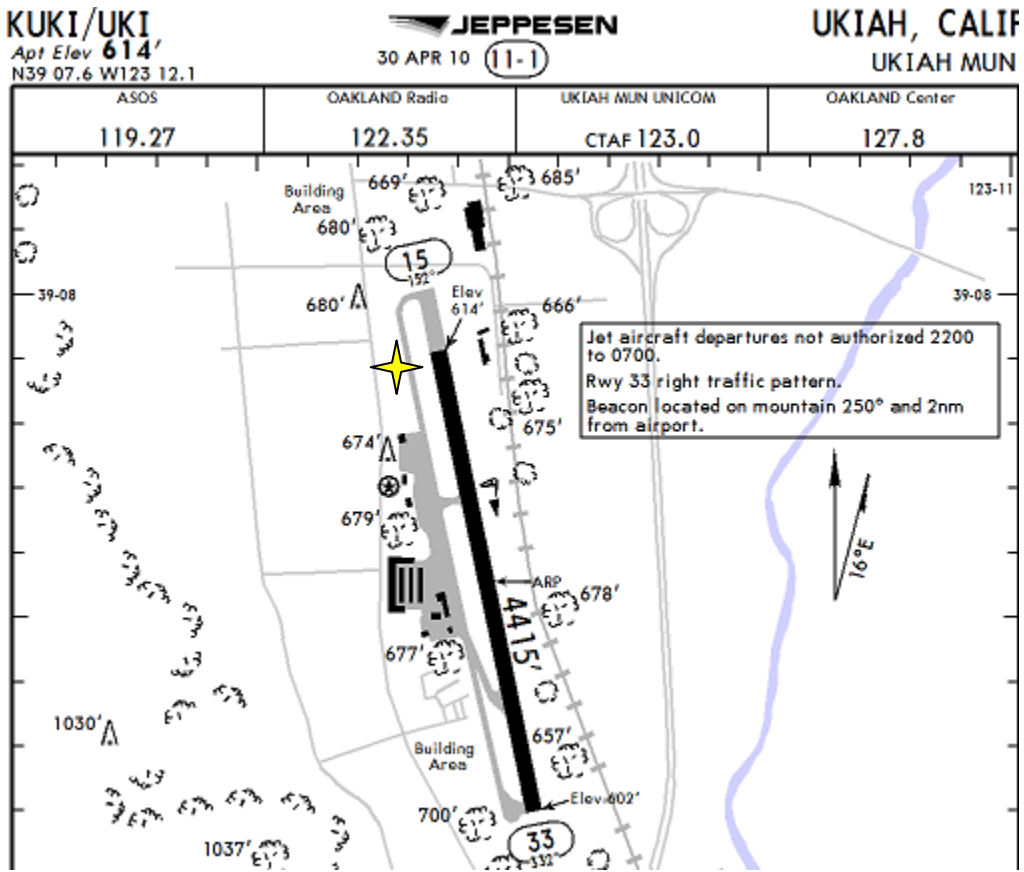 KUKI/UKI
Apt Elev 614'
N39 07.6 W123 12.1
JEPPESEN
30 APR 10 11-1
UKIAH, CALIF
UKIAH MUN
ASOS
119.27
OAKLAND Radio
122.35
UKIAH MUN UNICOM
CTAF 123.0
OAKLAND Center
127.8
669'
685'
Building
Area
123-11
680'
15
152°
Elev
614'
39-08
680'
666'
39-08
Jet aircraft departures not authorized 2200
to 0700.
Rwy 33 right traffic pattern.
Beacon located on mountain 250° and 2nm
from airport.
675'
674'
679'
16°E
ARP
678'
4415'
677'
1030'
657'
Building
Area
Elev 602'
700'
33
332°
1037'